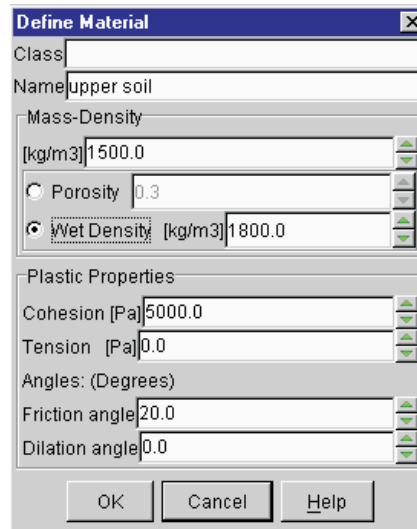 Define Material
Class
Name upper soil
Mass-Density
[kg/m3] 1500.0
Porosity 0.3
Wet Density [kg/m3] 1800.0
Plastic Properties
Cohesion [Pa] 5000.0
Tension [Pa] 0.0
Angles: (Degrees)
Friction angle 20.0
Dilation angle 0.0
OK Cancel Help